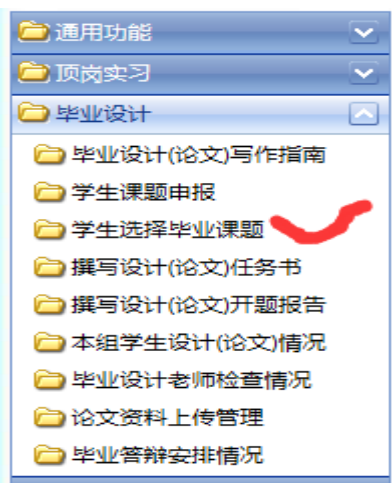 通用功能
顶岗实习
毕业设计
毕业设计(论文)写作指南
学生课题申报
学生选择毕业课题
撰写设计(论文)任务书
撰写设计(论文)开题报告
本组学生设计(论文)情况
毕业设计老师检查情况
论文资料上传管理
毕业答辩安排情况